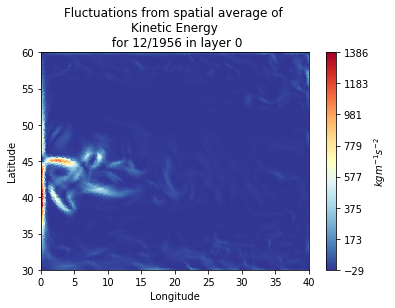 Fluctuations from spatial average of
Kinetic Energy
for 12/1956 in layer 0
60
55
50
45
40
35
30
Latitude
0 5 10 15 20 25 30 35 40
Longitude
1386
1183
981
779
577
375
173
−29
kgm⁻¹s⁻²